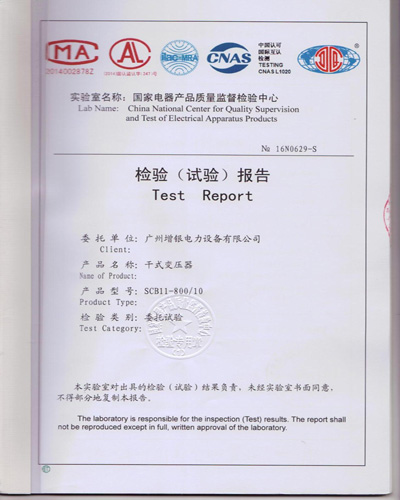 MA
2014002878Z
AL
ilac-MRA
CNAS
中国认可
国际互认
检测
TESTING
CNAS L1020
实验室名称：国家电器产品质量监督检验中心
Lab Name: China National Center for Quality Supervision
and Test of Electrical Apparatus Products
№ 16N0629-S
检验（试验）报告
Test Report
委托单位：广州增银电力设备有限公司
Client:
产品名称：干式变压器
Name of Product:
产品型号：SCB11-800/10
Product Type:
检验类别：委托试验
Test Category:
本实验室对出具的检验（试验）结果负责，未经实验室书面同意，
不得部分地复制本报告。
The laboratory is responsible for the inspection (Test) results. The report shall
not be reproduced except in full, written approval of the laboratory.